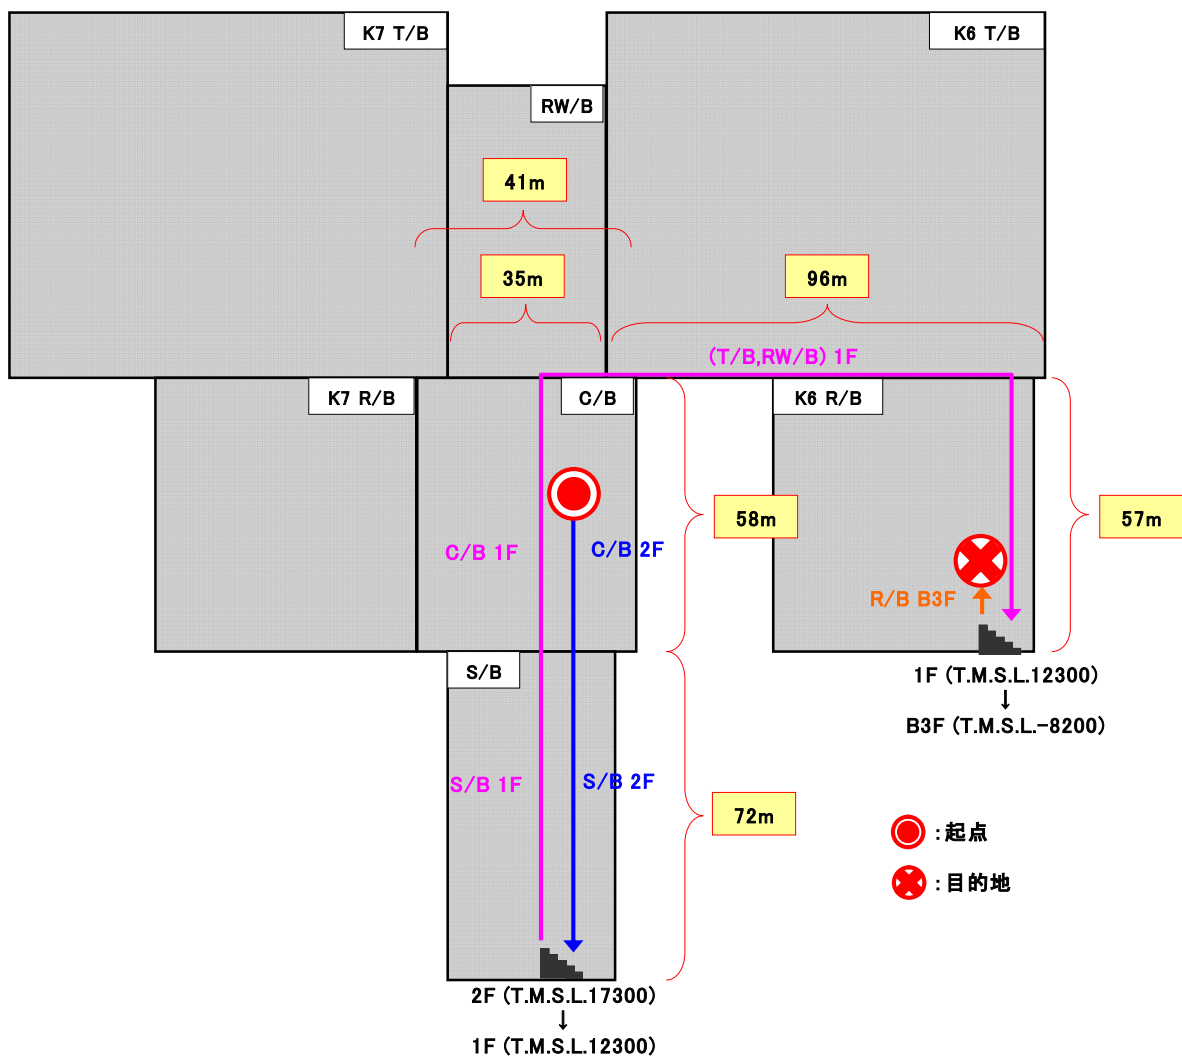 K7 T/B
K6 T/B
RW/B
41m
35m
96m
(T/B,RW/B) 1F
K7 R/B
C/B
K6 R/B
58m
57m
C/B 1F
C/B 2F
R/B B3F
S/B
1F (T.M.S.L.12300)
↓
B3F (T.M.S.L.-8200)
S/B 1F
S/B 2F
72m
:起点
:目的地
2F (T.M.S.L.17300)
↓
1F (T.M.S.L.12300)